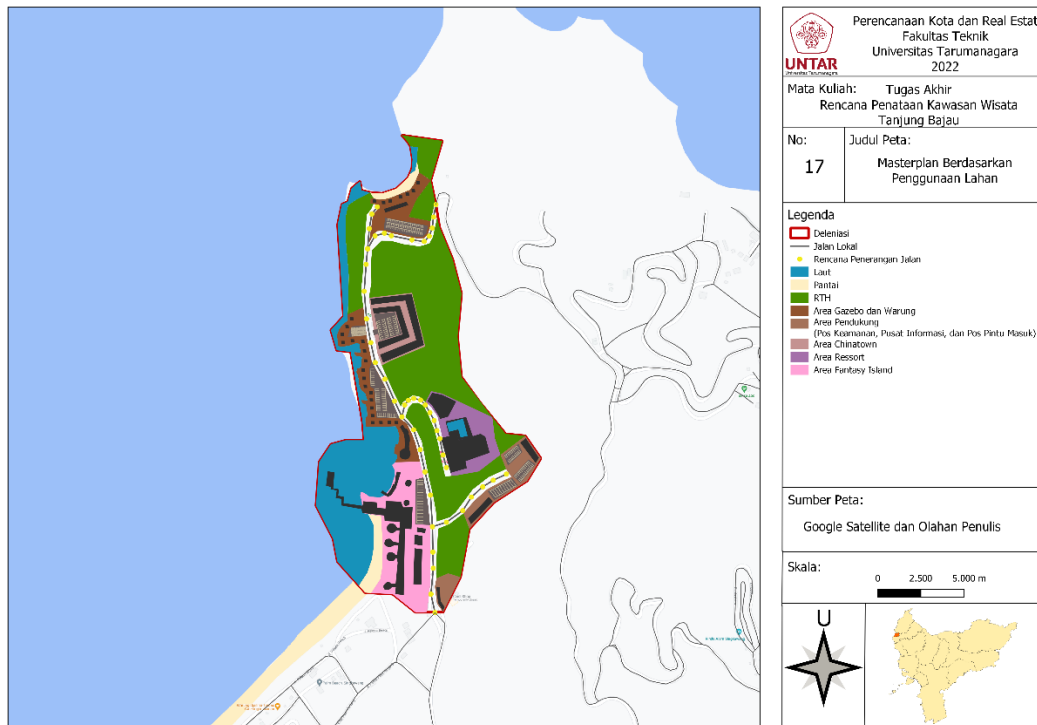 Perencanaan Kota dan Real Estat
Fakultas Teknik
Universitas Tarumanagara
2022
UNTAR
Universitas Tarumanagara
Mata Kuliah: Tugas Akhir
Rencana Penataan Kawasan Wisata
Tanjung Bajau
No:
17
Judul Peta:
Masterplan Berdasarkan
Penggunaan Lahan
Legenda
Deleniasi
Jalan Lokal
Rencana Penerangan Jalan
Laut
Pantai
RTH
Area Gazebo dan Warung
Area Pendukung
(Pos Keamanan, Pusat Informasi, dan Pos Pintu Masuk)
Area Chinatown
Area Ressort
Area Fantasy Island
Sumber Peta:
Google Satellite dan Olahan Penulis
Skala:
0 2.500 5.000 m
U